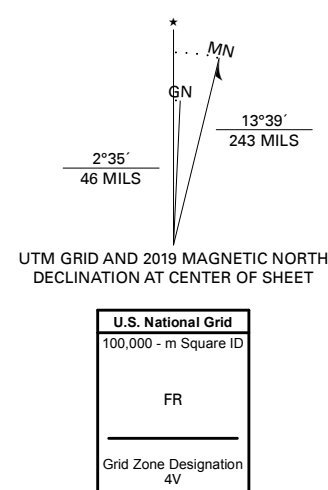 ★
MN
GN
13°39´
243 MILS
2°35´
46 MILS
UTM GRID AND 2019 MAGNETIC NORTH
DECLINATION AT CENTER OF SHEET
U.S. National Grid
100,000 - m Square ID
FR
Grid Zone Designation
4V